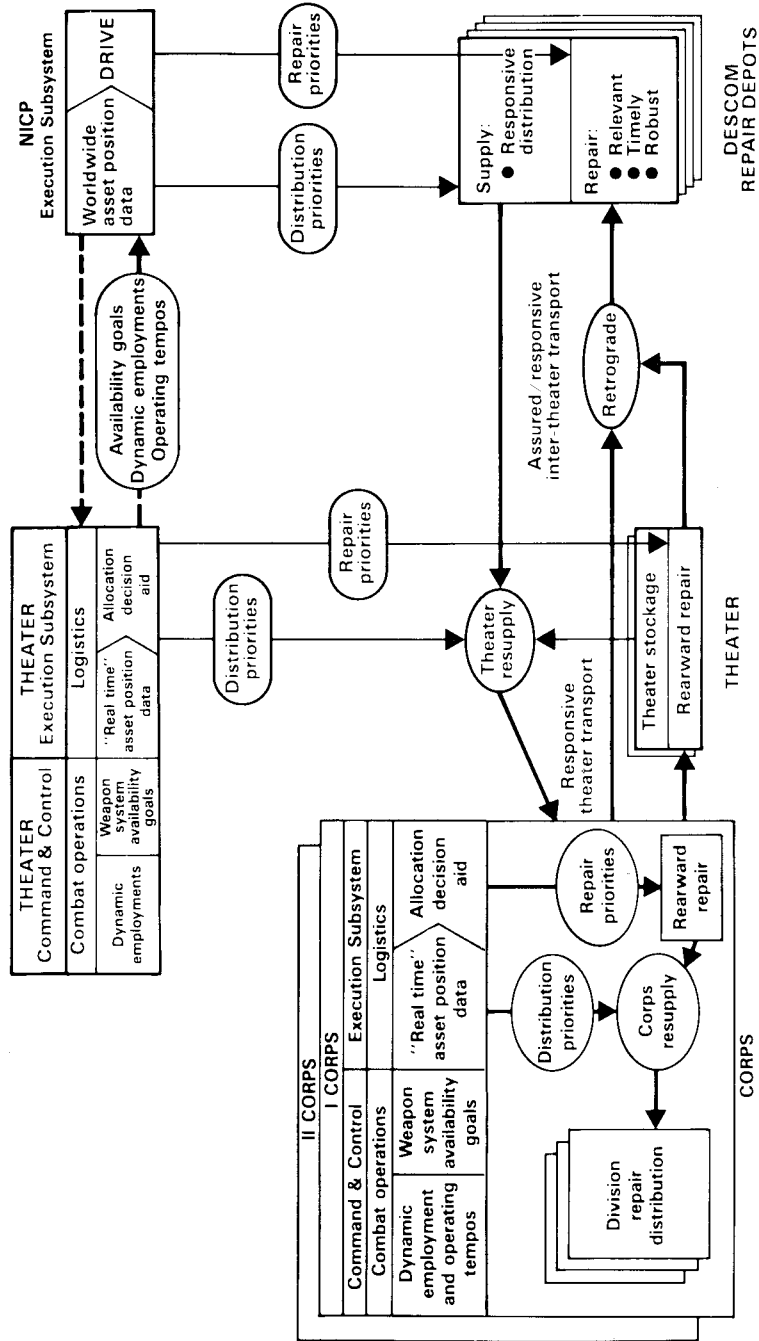 NICP
Execution Subsystem
Worldwide
asset position
data
DRIVE
Availability goals
Dynamic employments
Operating tempos
Distribution
priorities
Repair
priorities
Supply:
● Responsive
distribution
Repair:
● Relevant
● Timely
● Robust
DESCOM
REPAIR DEPOTS
THEATER
Command & Control
THEATER
Execution Subsystem
Combat operations
Logistics
Dynamic
employments
Weapon
system
availability
goals
"Real time"
asset position
data
Allocation
decision
aid
Distribution
priorities
Repair
priorities
Theater
resupply
Assured/responsive
inter-theater transport
Retrograde
Responsive
theater transport
Theater stockage
Rearward repair
THEATER
II CORPS
I CORPS
Command & Control
Execution Subsystem
Combat operations
Logistics
Dynamic
employment
and operating
tempos
Weapon
system
availability
goals
"Real time"
asset position
data
Allocation
decision
aid
Distribution
priorities
Repair
priorities
Corps
resupply
Rearward
repair
Division
repair
distribution
CORPS